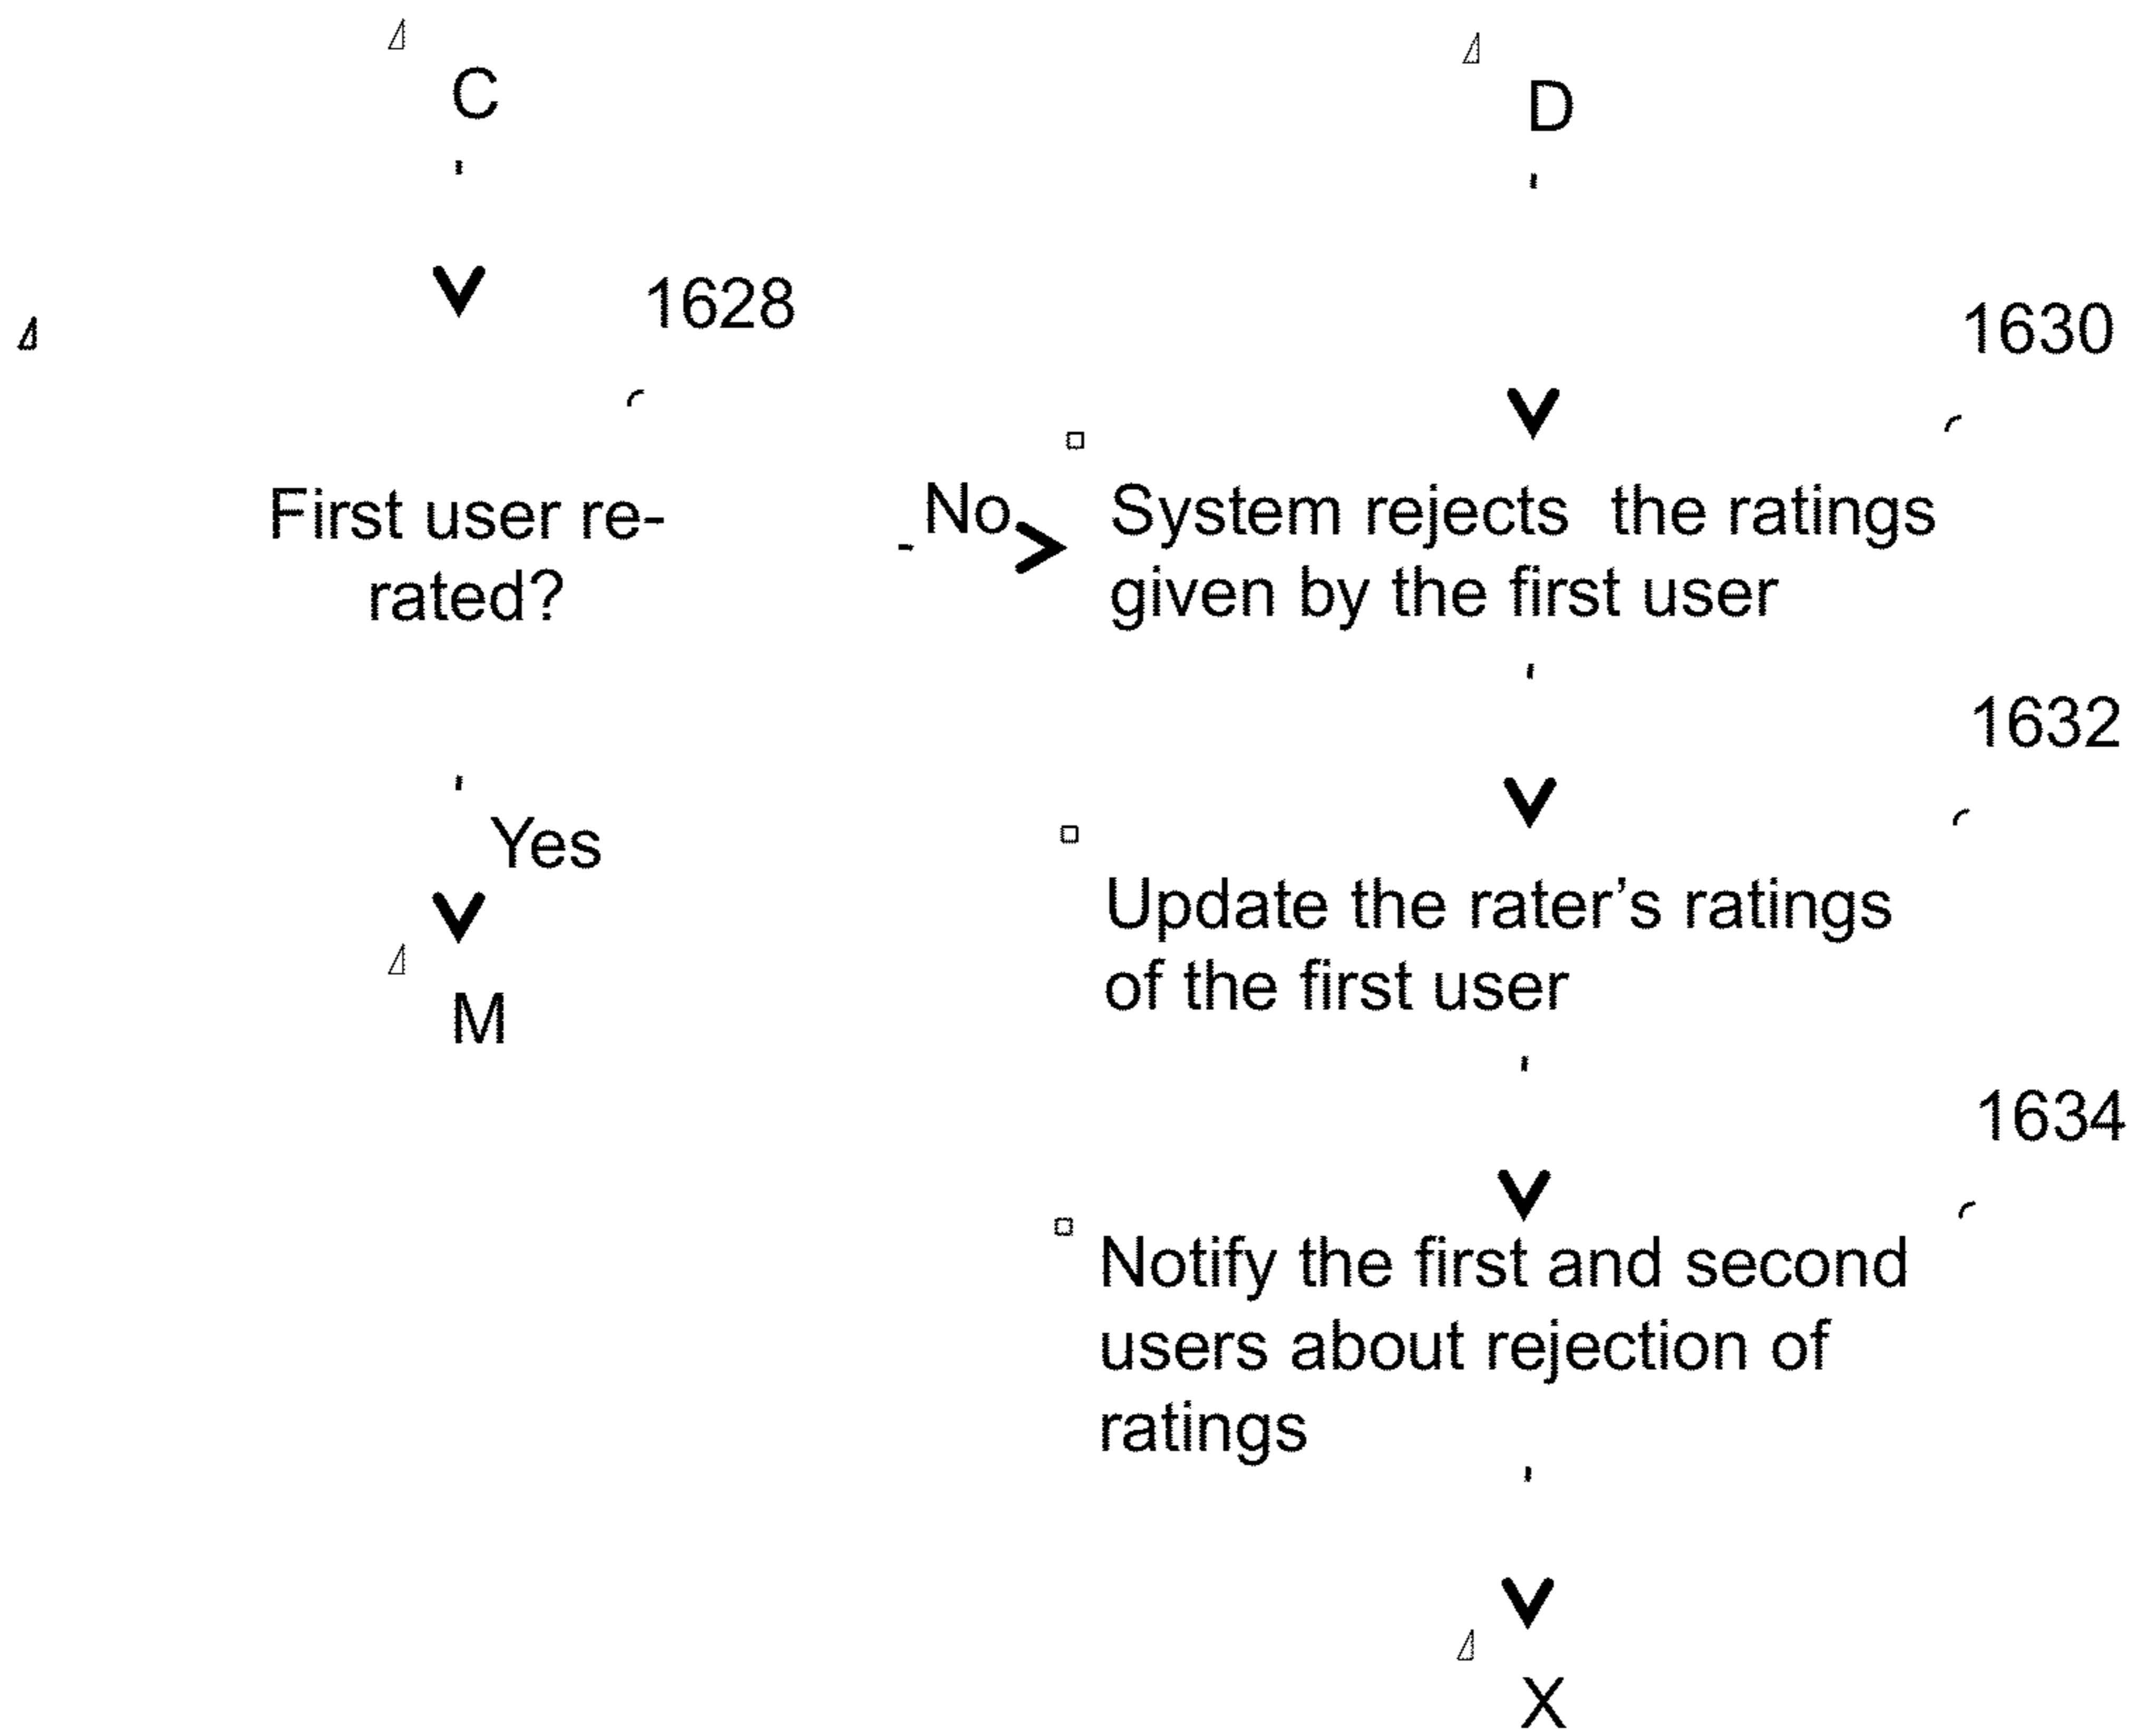 C
D
1628
1630
First user re-
rated?
No
System rejects  the ratings
given by the first user
1632
Yes
Update the rater’s ratings
of the first user
M
1634
Notify the first and second
users about rejection of
ratings
X